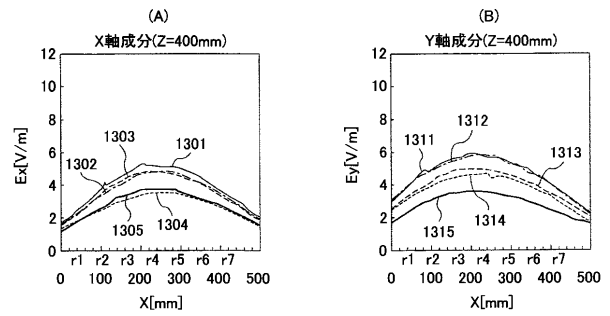 (A)
X軸成分(Z=400mm)
12
10
8
6
4
2
0
Ex[V/m]
1301
1302
1303
1304
1305
r1 r2 r3 r4 r5 r6 r7
0 100 200 300 400 500
X[mm]
(B)
Y軸成分(Z=400mm)
12
10
8
6
4
2
0
Ey[V/m]
1311
1312
1313
1314
1315
r1 r2 r3 r4 r5 r6 r7
0 100 200 300 400 500
X[mm]